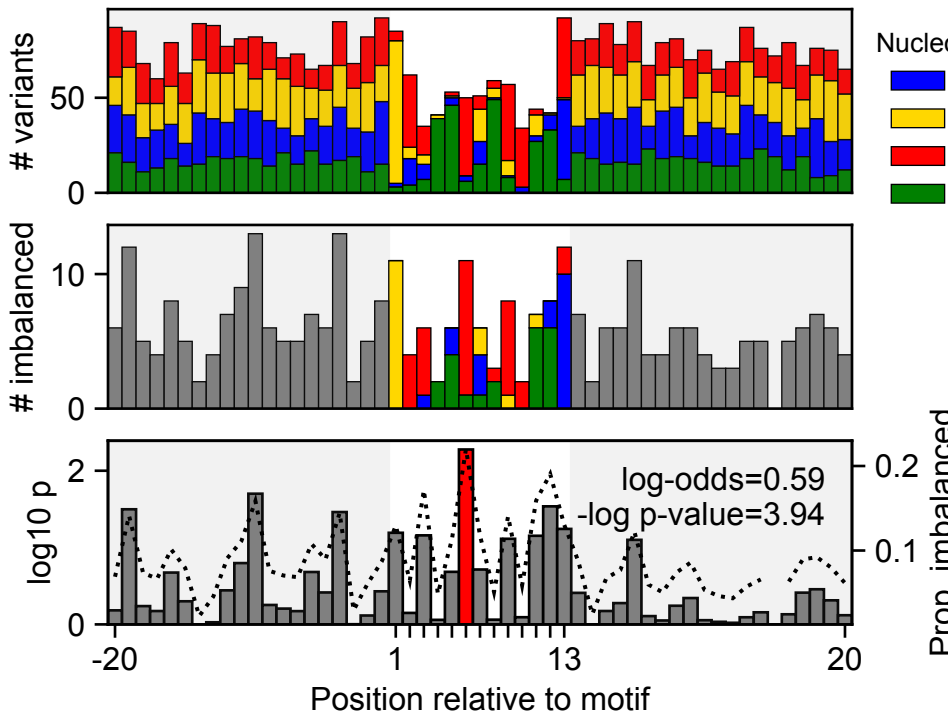 # variants
50
0
Nucle
# imbalanced
10
0
log10 p
2
0
log-odds=0.59
-log p-value=3.94
0.2
0.1
Prop. imbalanced
-20
1
13
20
Position relative to motif